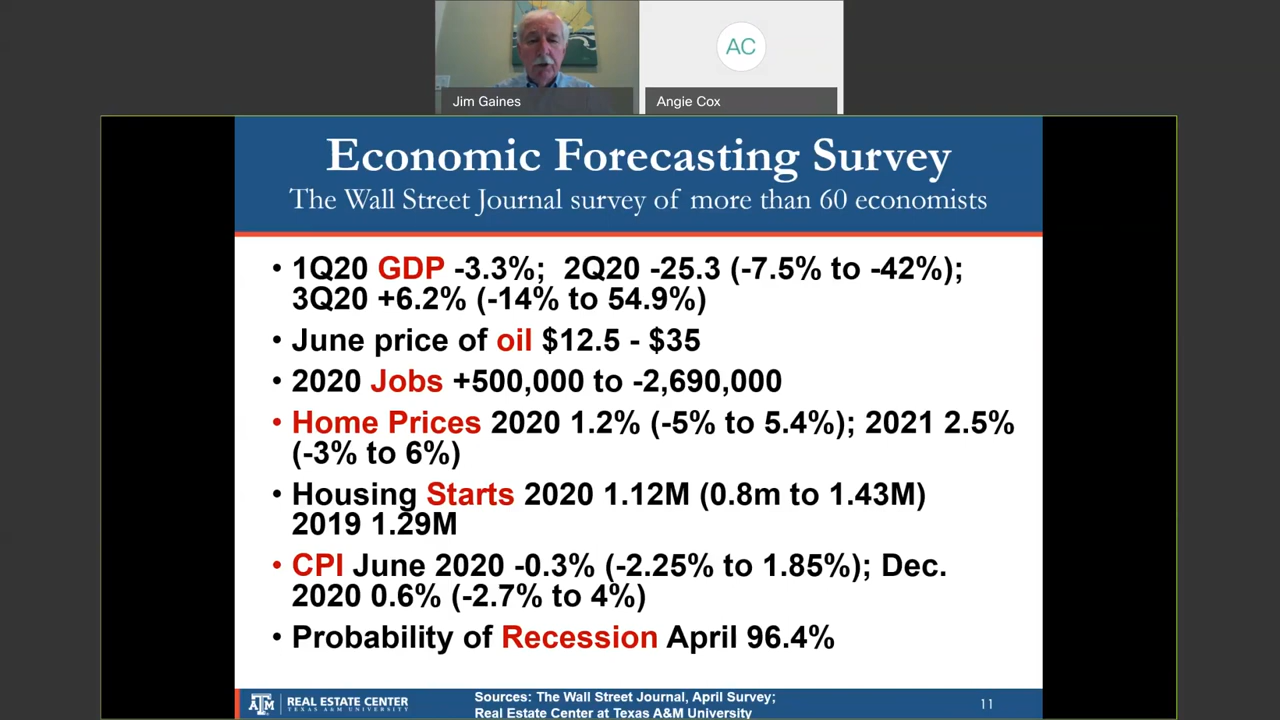 AC
Jim Gaines
Angie Cox
Economic Forecasting Survey
The Wall Street Journal survey of more than 60 economists
• 1Q20 GDP -3.3%; 2Q20 -25.3 (-7.5% to -42%);
3Q20 +6.2% (-14% to 54.9%)
• June price of oil $12.5 - $35
• 2020 Jobs +500,000 to -2,690,000
• Home Prices 2020 1.2% (-5% to 5.4%); 2021 2.5%
(-3% to 6%)
• Housing Starts 2020 1.12M (0.8m to 1.43M)
2019 1.29M
• CPI June 2020 -0.3% (-2.25% to 1.85%); Dec.
2020 0.6% (-2.7% to 4%)
• Probability of Recession April 96.4%
ATM
REAL ESTATE CENTER
TEXAS A&M UNIVERSITY
Sources: The Wall Street Journal, April Survey;
Real Estate Center at Texas A&M University
11